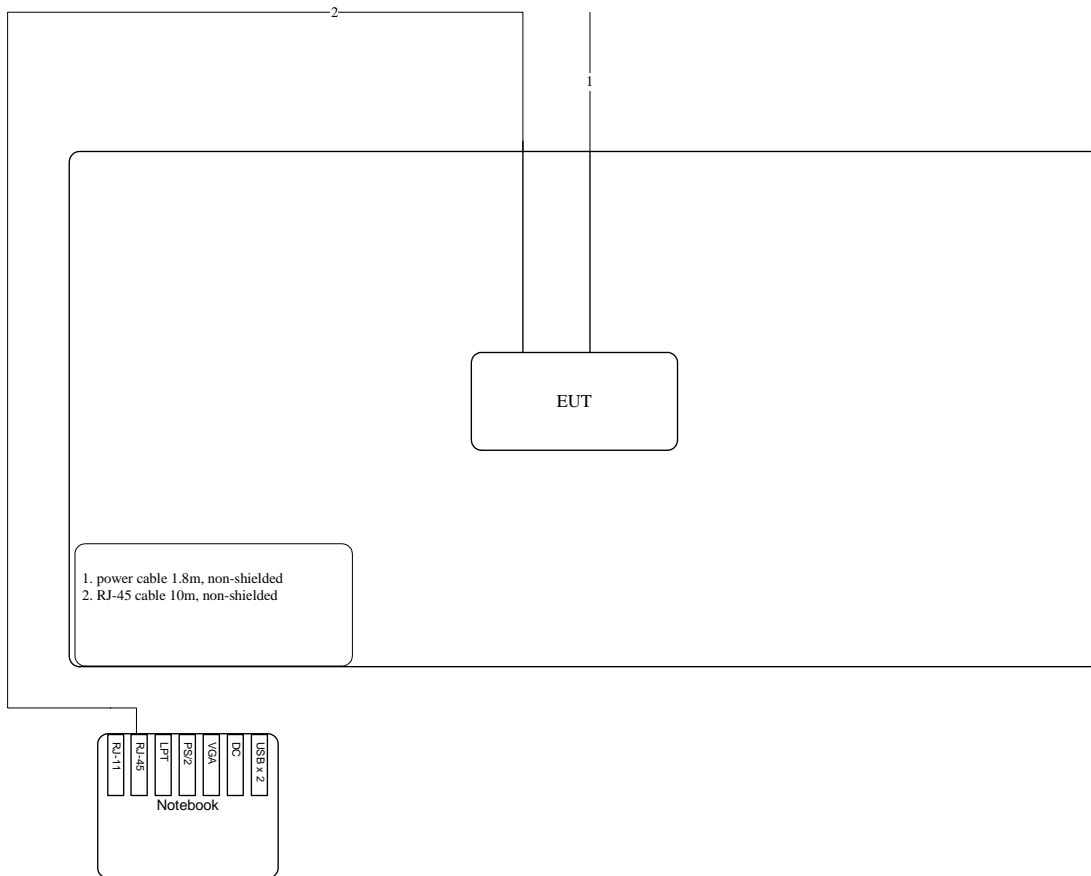 2
1
EUT
1. power cable 1.8m, non-shielded
2. RJ-45 cable 10m, non-shielded
RJ-11
RJ-45
LPT
PS/2
VGA
DC
USB x 2
Notebook